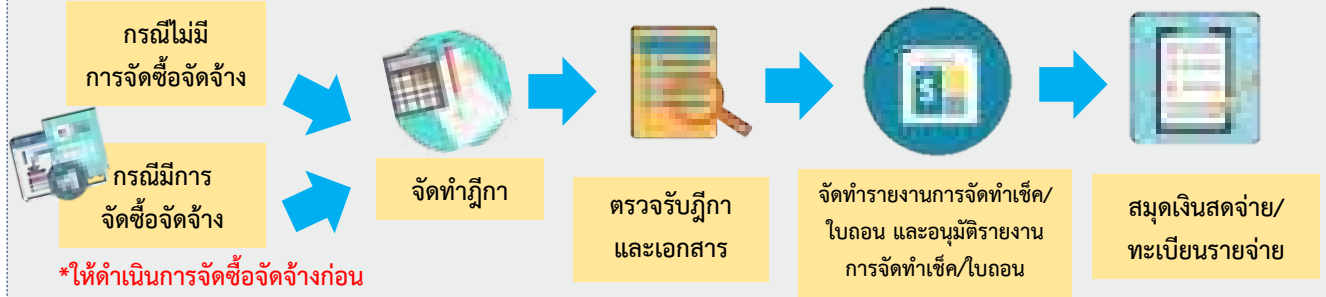 กรณีไม่มี
การจัดซื้อจัดจ้าง
กรณีมีการ
จัดซื้อจัดจ้าง
*ให้ดำเนินการจัดซื้อจัดจ้างก่อน
จัดทำฎีกา
ตรวจรับฎีกา
และเอกสาร
จัดทำรายงานการจัดทำเช็ค/
ใบถอน และอนุมัติรายงาน
การจัดทำเช็ค/ใบถอน
สมุดเงินสดจ่าย/
ทะเบียนรายจ่าย